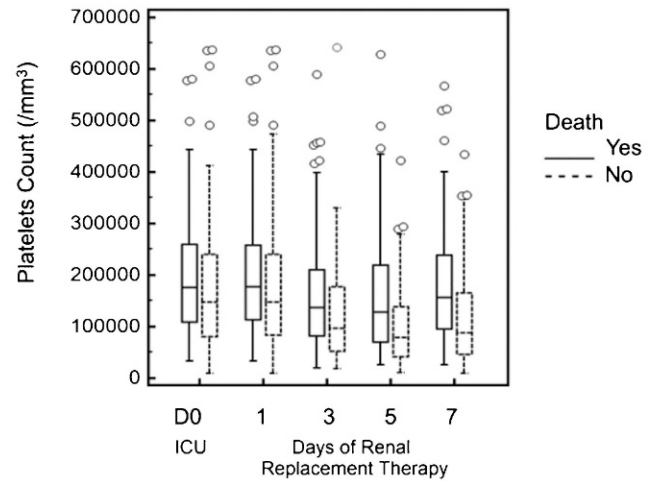 Platelets Count (/mm³)
700000
600000
500000
400000
300000
200000
100000
0
D0
1
3
5
7
ICU
Days of Renal
Replacement Therapy
Death
Yes
No